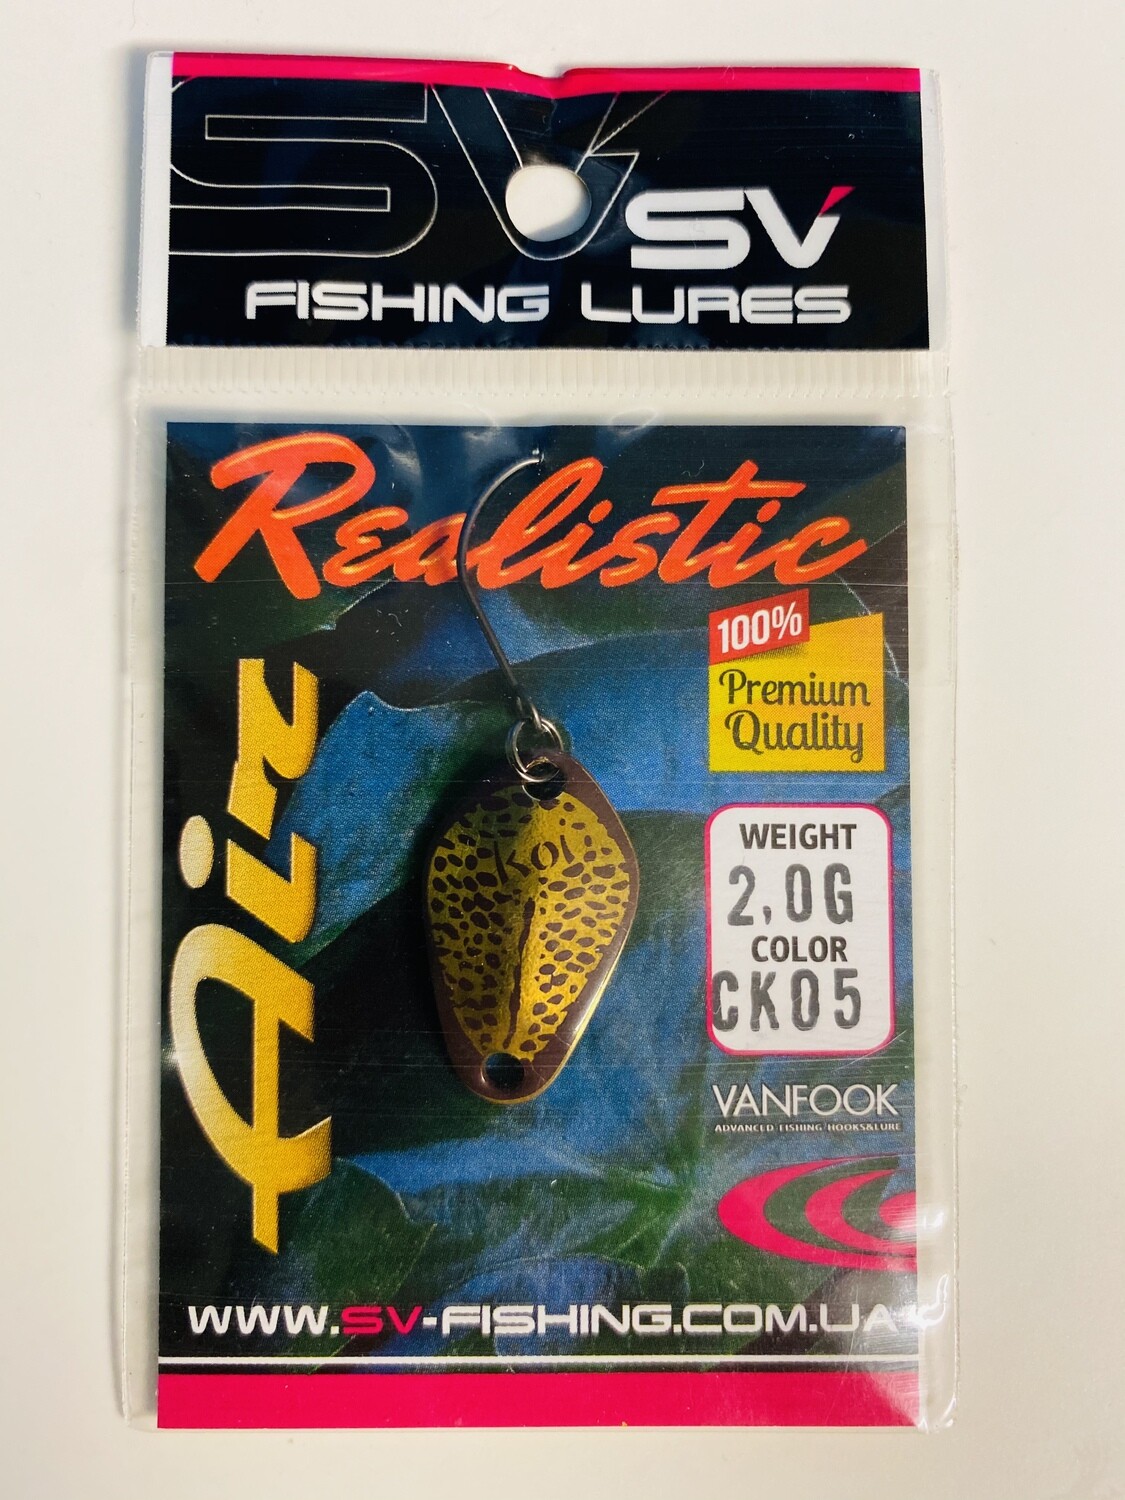 SV
SV
FISHING LURES
Realistic
Air
100%
Premium
Quality
koi
WEIGHT
2,0G
COLOR
CK05
VANFOOK
ADVANCED FISHING HOOKS&LURE
WWW.SV-FISHING.COM.UA